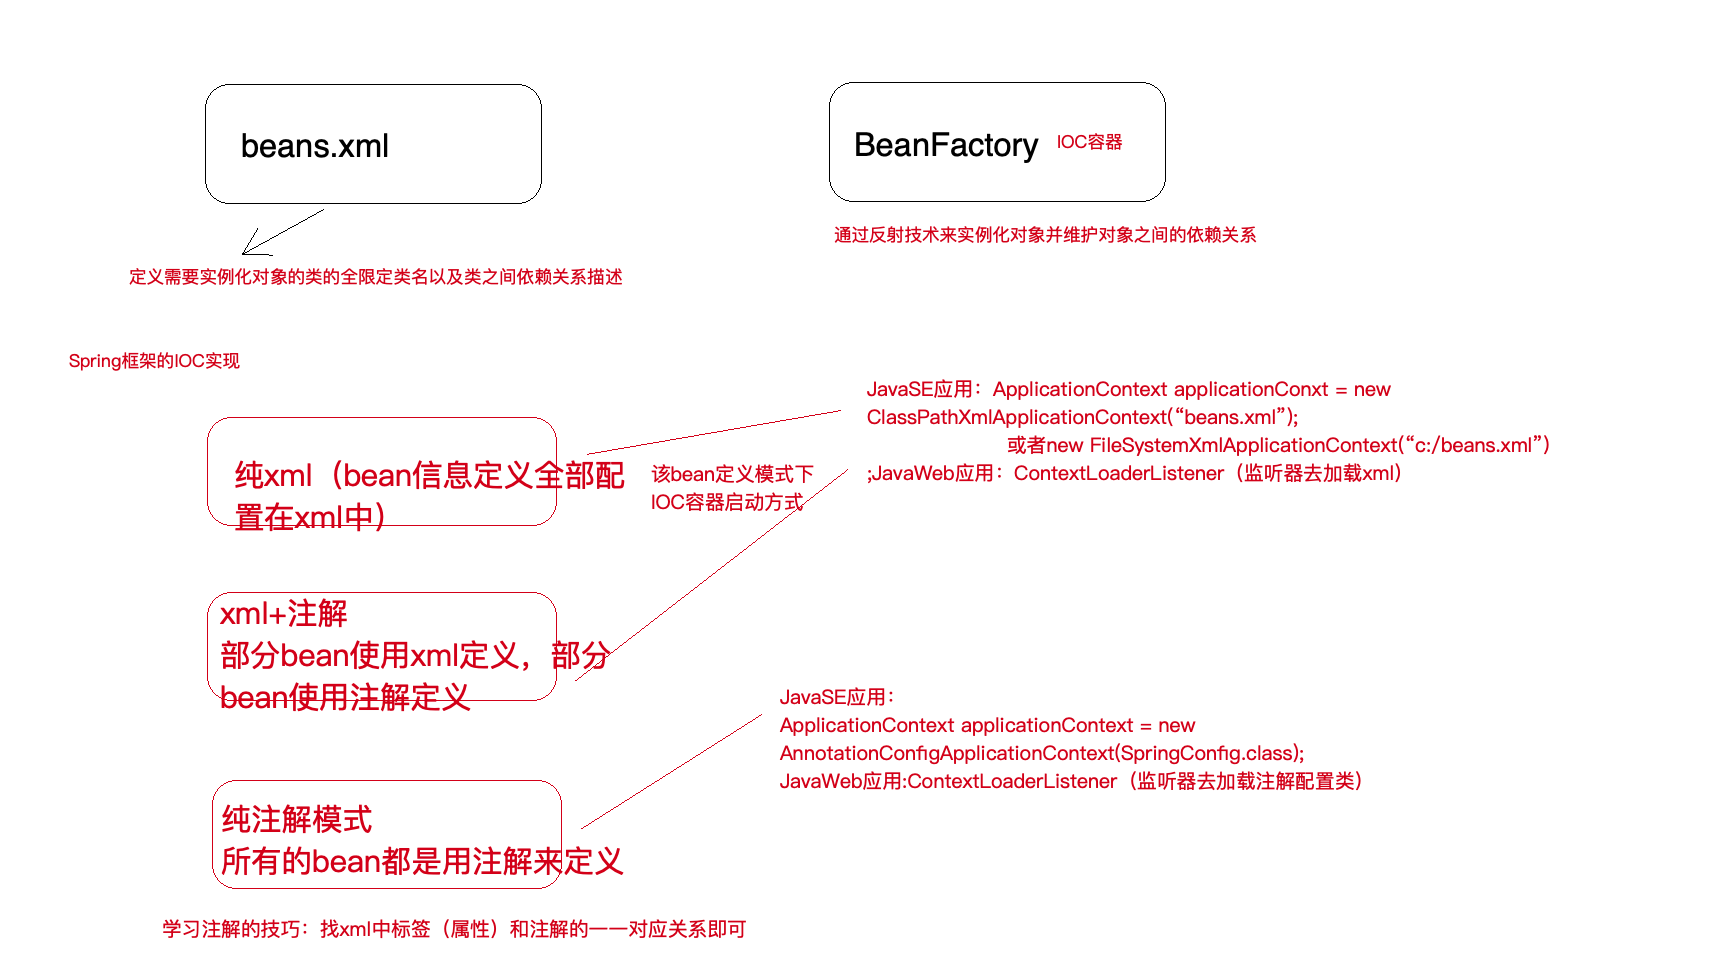 beans.xml
BeanFactory IOC容器
通过反射技术来实例化对象并维护对象之间的依赖关系
定义需要实例化对象的类的全限定类名以及类之间依赖关系描述
Spring框架的IOC实现
JavaSE应用：ApplicationContext applicationConxt = new
ClassPathXmlApplicationContext(“beans.xml”);
或者new FileSystemXmlApplicationContext(“c:/beans.xml”)
;JavaWeb应用：ContextLoaderListener（监听器去加载xml）
纯xml（bean信息定义全部配
置在xml中）
该bean定义模式下
IOC容器启动方式
xml+注解
部分bean使用xml定义，部分
bean使用注解定义
JavaSE应用：
ApplicationContext applicationContext = new
AnnotationConfigApplicationContext(SpringConfig.class);
JavaWeb应用:ContextLoaderListener（监听器去加载注解配置类）
纯注解模式
所有的bean都是用注解来定义
学习注解的技巧：找xml中标签（属性）和注解的一一对应关系即可